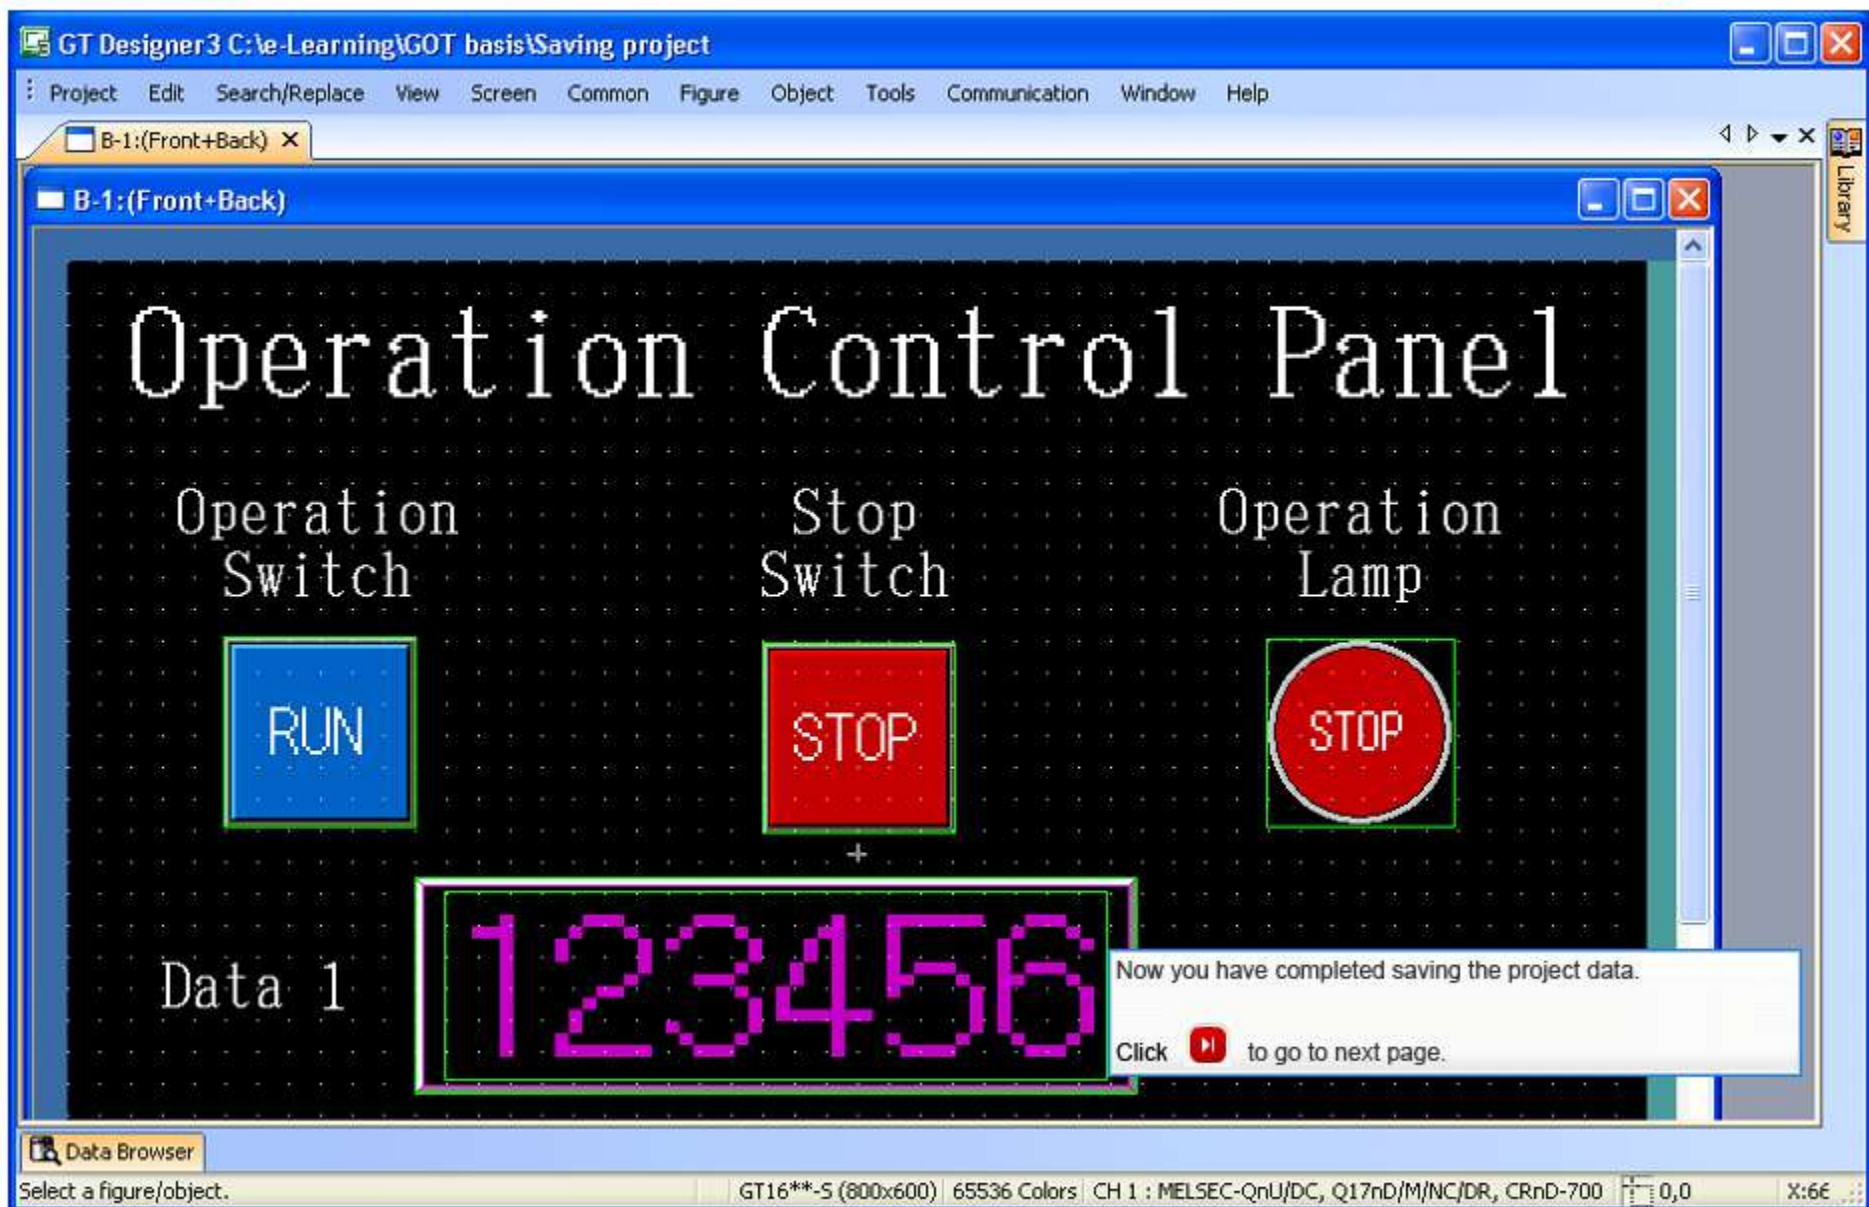 GT Designer3 C:\e-Learning\GOT basis\Saving project
Project Edit Search/Replace View Screen Common Figure Object Tools Communication Window Help
B-1:(Front+Back)
Library
B-1:(Front+Back)
Operation Control Panel
Operation Switch
Stop Switch
Operation Lamp
RUN
STOP
STOP
Data 1
123456
Now you have completed saving the project data.
Click to go to next page.
Data Browser
Select a figure/object. GT16**-S (800x600) 65536 Colors CH 1 : MELSEC-QnU/DC, Q17nD/M/NC/DR, CRnD-700 0,0 X:66